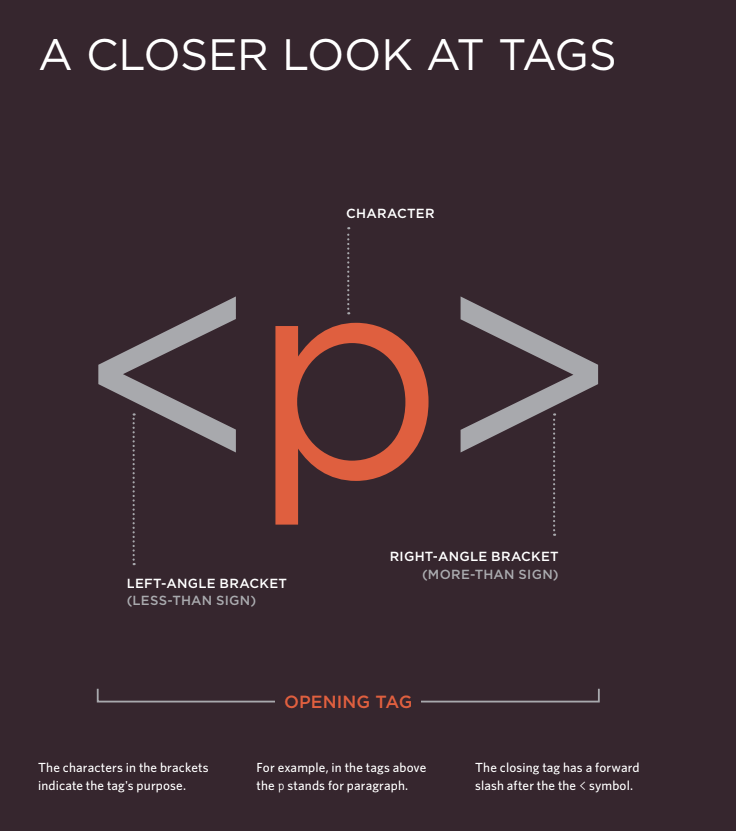 A CLOSER LOOK AT TAGS
CHARACTER
<p>
LEFT-ANGLE BRACKET
(LESS-THAN SIGN)
RIGHT-ANGLE BRACKET
(MORE-THAN SIGN)
OPENING TAG
The characters in the brackets
indicate the tag's purpose.
For example, in the tags above
the p stands for paragraph.
The closing tag has a forward
slash after the the < symbol.